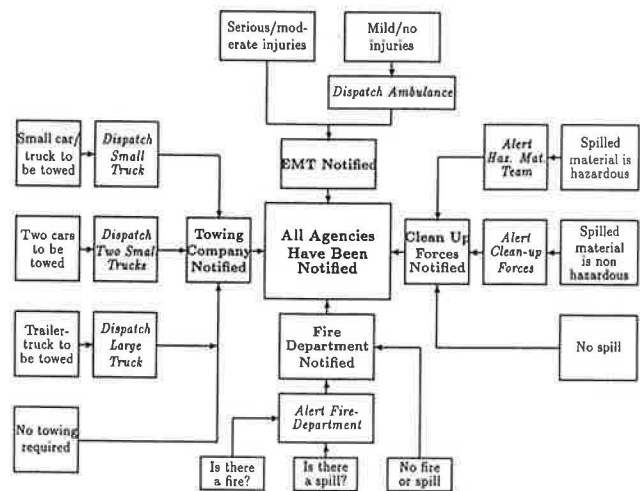 Serious/mod-
erate injuries
Mild/no
injuries
Dispatch Ambulance
EMT Notified
Small car/
truck to
be towed
Dispatch
Small
Truck
Alert
Has. Mat.
Team
Spilled
material is
hazardous
Two cars
to be
towed
Dispatch
Two Small
Trucks
Towing
Company
Notified
All Agencies
Have Been
Notified
Clean Up
Forces
Notified
Alert
Clean-up
Forces
Spilled
material
is non
hazardous
Trailer-
truck to
be towed
Dispatch
Large
Truck
Fire
Department
Notified
No spill
No towing
required
Alert Fire-
Department
Is there
a fire?
Is there
a spill?
No fire
or spill